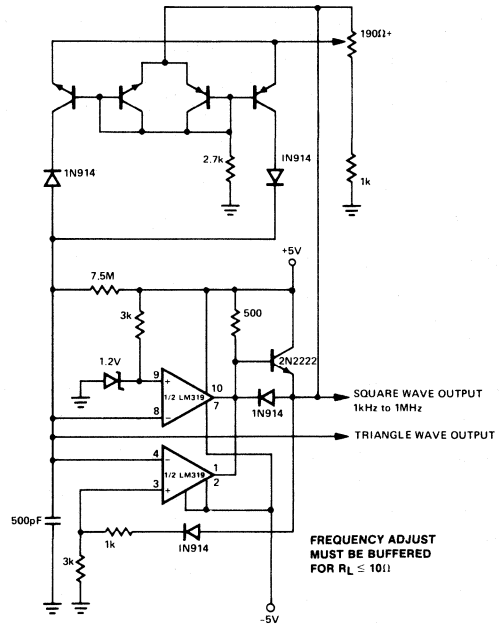 190Ω+
1N914
2.7k
IN914
1k
+5V
7.5M
3k
500
1.2V
9
+
1/2 LM319
10
7
8
−
2N2222
1N914
SQUARE WAVE OUTPUT
1kHz to 1MHz
TRIANGLE WAVE OUTPUT
4
−
1/2 LM319
1
2
3
+
500pF
1k
IN914
3k
FREQUENCY ADJUST
MUST BE BUFFERED
FOR RL ≤ 10Ω
−5V